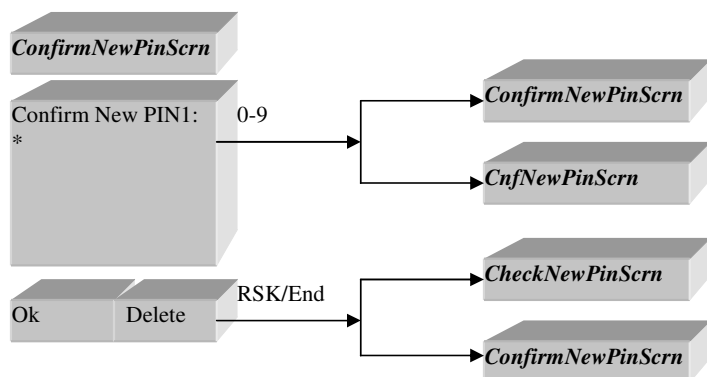 ConfirmNewPinScrn
Confirm New PIN1:
*
0-9
ConfirmNewPinScrn
CnfNewPinScrn
Ok
Delete
RSK/End
CheckNewPinScrn
ConfirmNewPinScrn